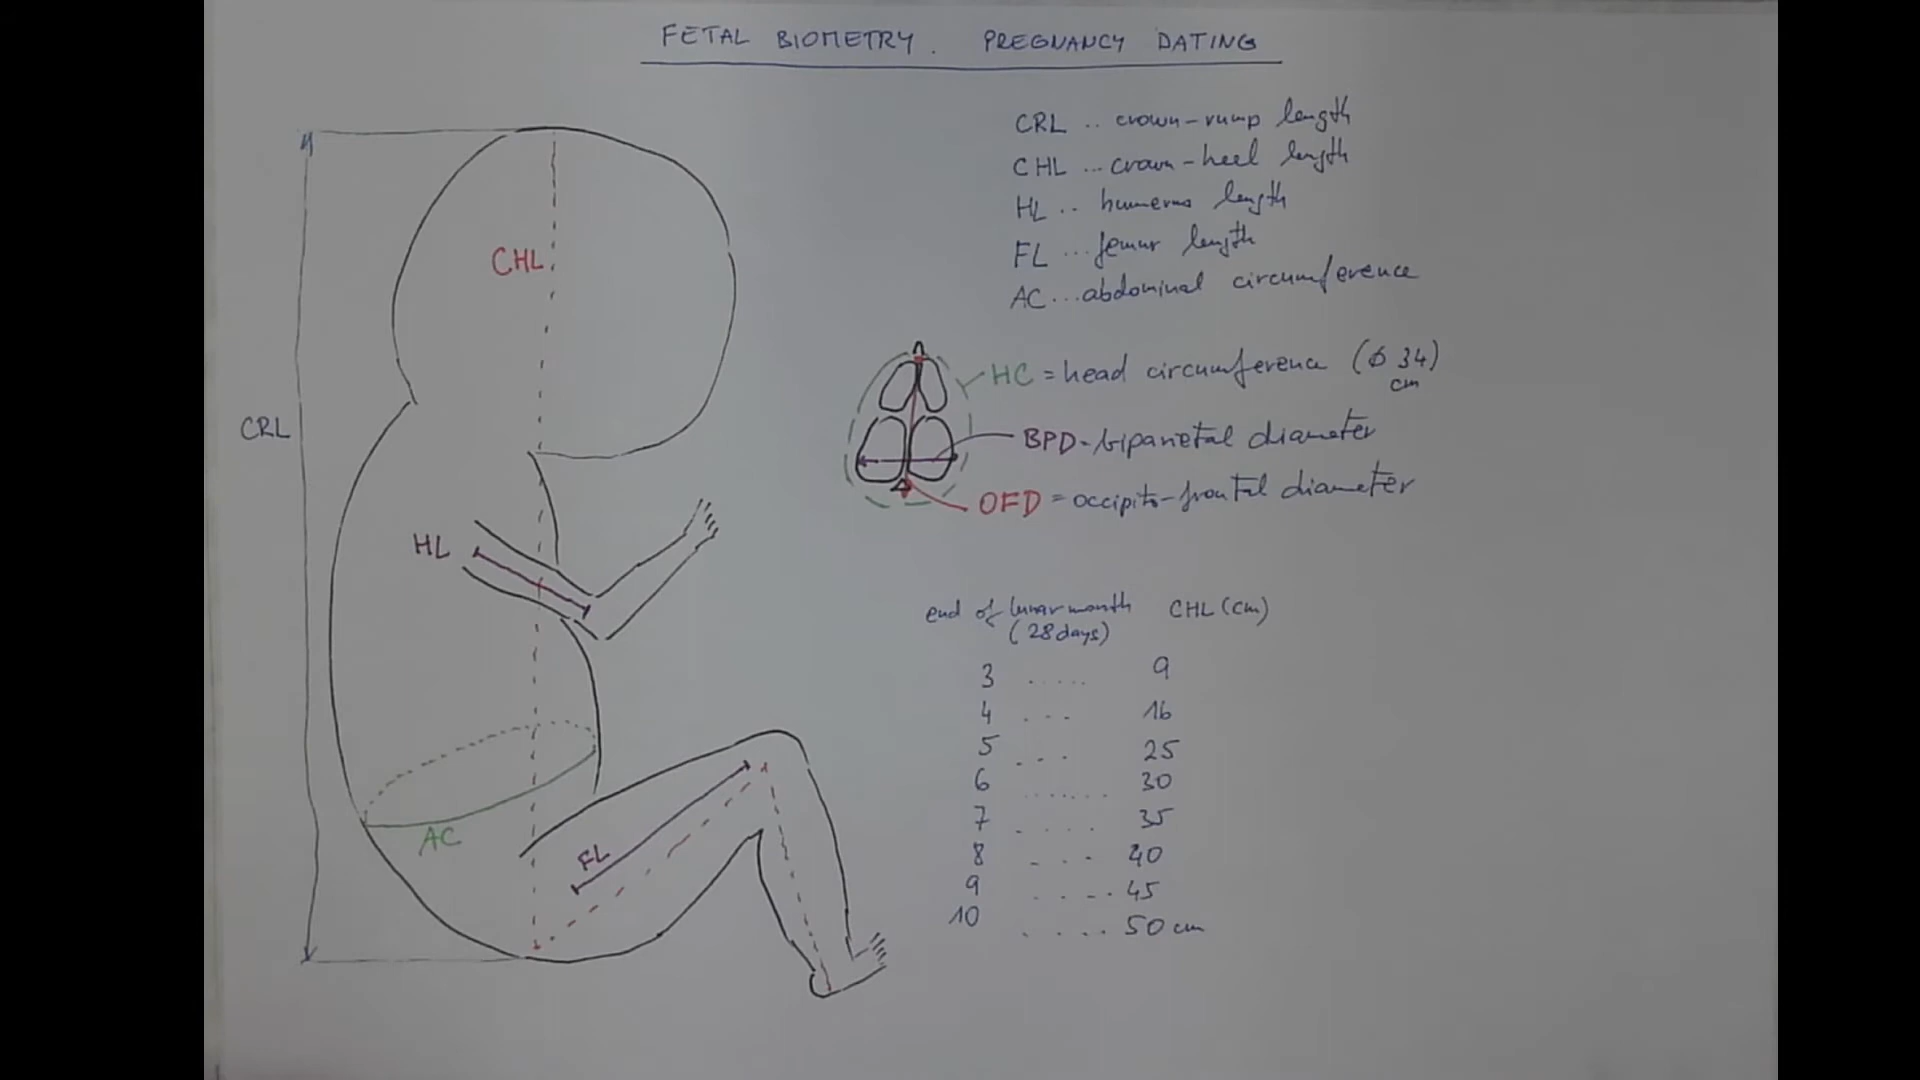 FETAL BIOMETRY. PREGNANCY DATING
CRL .. crown-rump length
CHL ... crown-heel length
HL .. humerus length
FL ... femur length
AC ... abdominal circumference
HC = head circumference (ϕ 34)
cm
BPD - biparietal diameter
OFD = occipito-frontal diameter
CHL
CRL
HL
AC
FL
end of lunar month CHL (cm)
(28 days)
3 ..... 9
4 ... 16
5 ... 25
6 ...... 30
7 .... 35
8 ... 40
9 .... 45
10 .... 50 cm